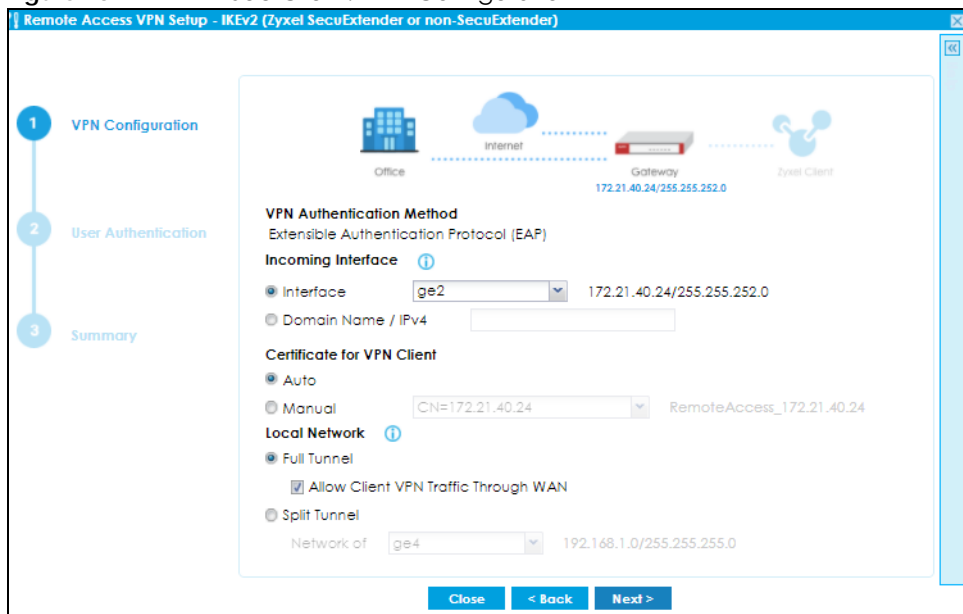 Remote Access VPN Setup - IKEv2 (Zyxel SecuExtender or non-SecuExtender)
1 VPN Configuration
2 User Authentication
3 Summary
Office
Internet
Gateway
172.21.40.24/255.255.252.0
Zyxel Client
VPN Authentication Method
Extensible Authentication Protocol (EAP)
Incoming Interface
Interface ge2 172.21.40.24/255.255.252.0
Domain Name / IPv4
Certificate for VPN Client
Auto
Manual CN=172.21.40.24 RemoteAccess_172.21.40.24
Local Network
Full Tunnel
Allow Client VPN Traffic Through WAN
Split Tunnel
Network of ge4 192.168.1.0/255.255.255.0
Close < Back Next >